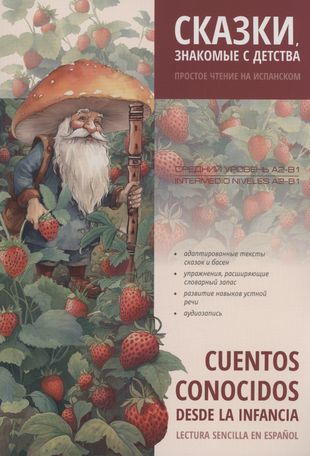 СКАЗКИ,
ЗНАКОМЫЕ С ДЕТСТВА
ПРОСТОЕ ЧТЕНИЕ НА ИСПАНСКОМ
СРЕДНИЙ УРОВЕНЬ A2-B1
INTERMEDIO NIVELES A2-B1
• адаптированные тексты
сказок и басен
• упражнения, расширяющие
словарный запас
• развитие навыков устной
речи
• аудиозапись
CUENTOS
CONOCIDOS
DESDE LA INFANCIA
LECTURA SENCILLA EN ESPAÑOL